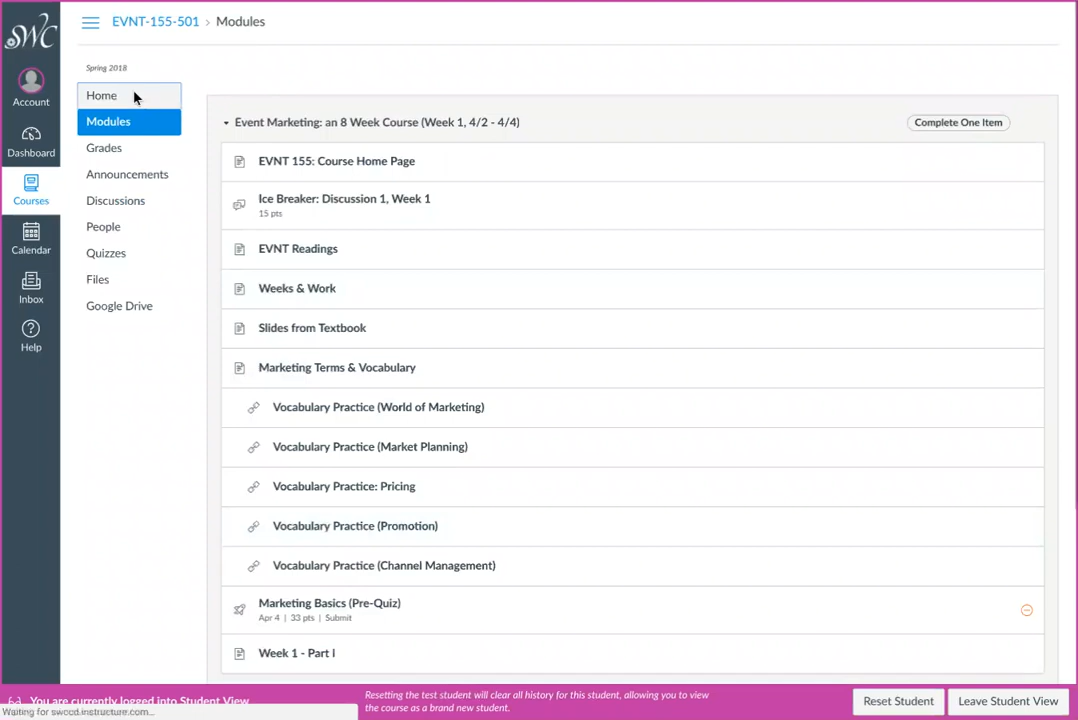 SWC
EVNT-155-501 › Modules
Account
Dashboard
Courses
Calendar
Inbox
Help
Spring 2018
Home
Modules
Grades
Announcements
Discussions
People
Quizzes
Files
Google Drive
Event Marketing: an 8 Week Course (Week 1, 4/2 - 4/4)
Complete One Item
EVNT 155: Course Home Page
Ice Breaker: Discussion 1, Week 1
15 pts
EVNT Readings
Weeks & Work
Slides from Textbook
Marketing Terms & Vocabulary
Vocabulary Practice (World of Marketing)
Vocabulary Practice (Market Planning)
Vocabulary Practice: Pricing
Vocabulary Practice (Promotion)
Vocabulary Practice (Channel Management)
Marketing Basics (Pre-Quiz)
Apr 4 | 33 pts | Submit
Week 1 - Part I
You are currently logged into Student View
Resetting the test student will clear all history for this student, allowing you to view
the course as a brand new student.
Reset Student
Leave Student View
Waiting for swccd.instructure.com...